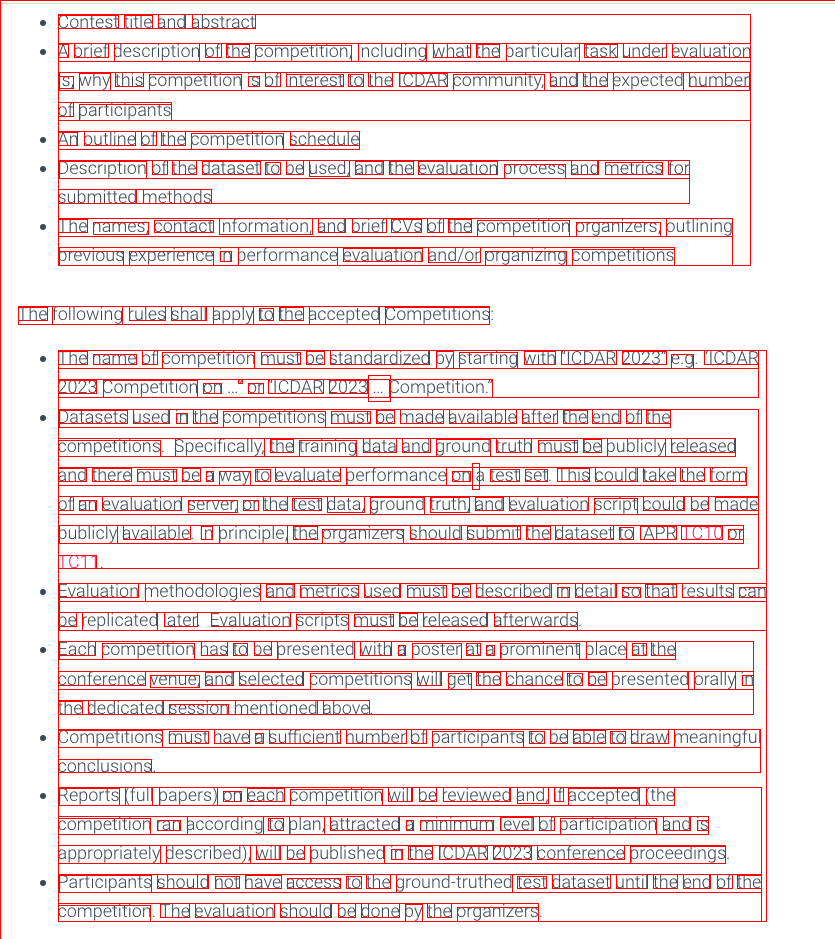 Contest title and abstract
A brief description of the competition, including what the particular task under evaluation
is, why this competition is of interest to the ICDAR community, and the expected number
of participants
An outline of the competition schedule
Description of the dataset to be used, and the evaluation process and metrics for
submitted methods
The names, contact information, and brief CVs of the competition organizers, outlining
previous experience in performance evaluation and/or organizing competitions
The following rules shall apply to the accepted Competitions:
The name of competition must be standardized by starting with “ICDAR 2023” e.g. “ICDAR
2023 Competition on …” or “ICDAR 2023 … Competition.”
Datasets used in the competitions must be made available after the end of the
competitions. Specifically, the training data and ground truth must be publicly released
and there must be a way to evaluate performance on a test set. This could take the form
of an evaluation server, or the test data, ground truth, and evaluation script could be made
publicly available. In principle, the organizers should submit the dataset to IAPR TC10 or
TC11.
Evaluation methodologies and metrics used must be described in detail so that results can
be replicated later. Evaluation scripts must be released afterwards.
Each competition has to be presented with a poster at a prominent place at the
conference venue, and selected competitions will get the chance to be presented orally in
the dedicated session mentioned above.
Competitions must have a sufficient number of participants to be able to draw meaningful
conclusions.
Reports (full papers) on each competition will be reviewed and, if accepted (the
competition ran according to plan, attracted a minimum level of participation and is
appropriately described), will be published in the ICDAR 2023 conference proceedings.
Participants should not have access to the ground-truthed test dataset until the end of the
competition. The evaluation should be done by the organizers.